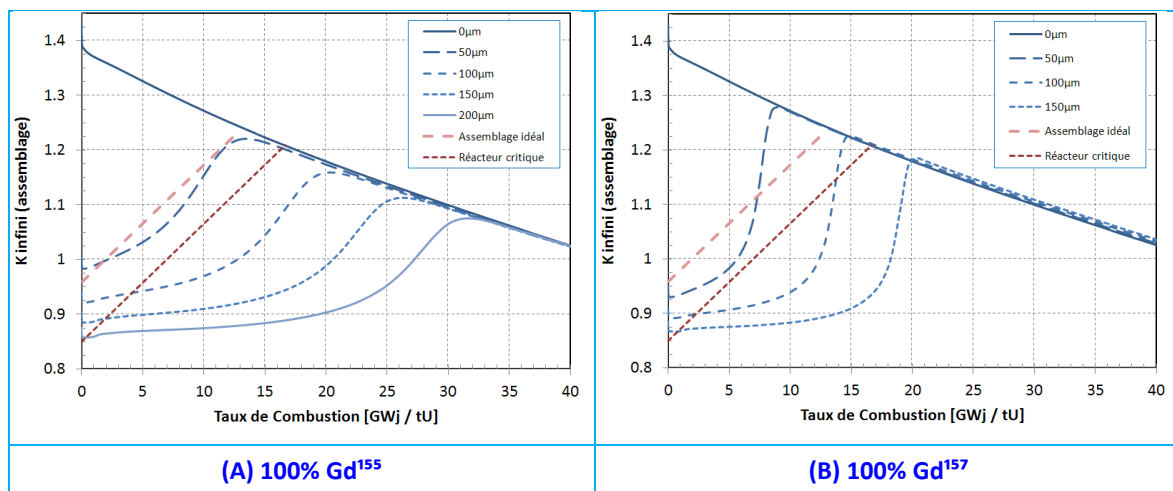 K infini (assemblage)
1.4
1.3
1.2
1.1
1
0.9
0.8
0µm
50µm
100µm
150µm
200µm
Assemblage idéal
Réacteur critique
0 5 10 15 20 25 30 35 40
Taux de Combustion [GWj / tU]
(A) 100% Gd¹⁵⁵
K infini (assemblage)
1.4
1.3
1.2
1.1
1
0.9
0.8
0µm
50µm
100µm
150µm
Assemblage idéal
Réacteur critique
0 5 10 15 20 25 30 35 40
Taux de Combustion [GWj / tU]
(B) 100% Gd¹⁵⁷